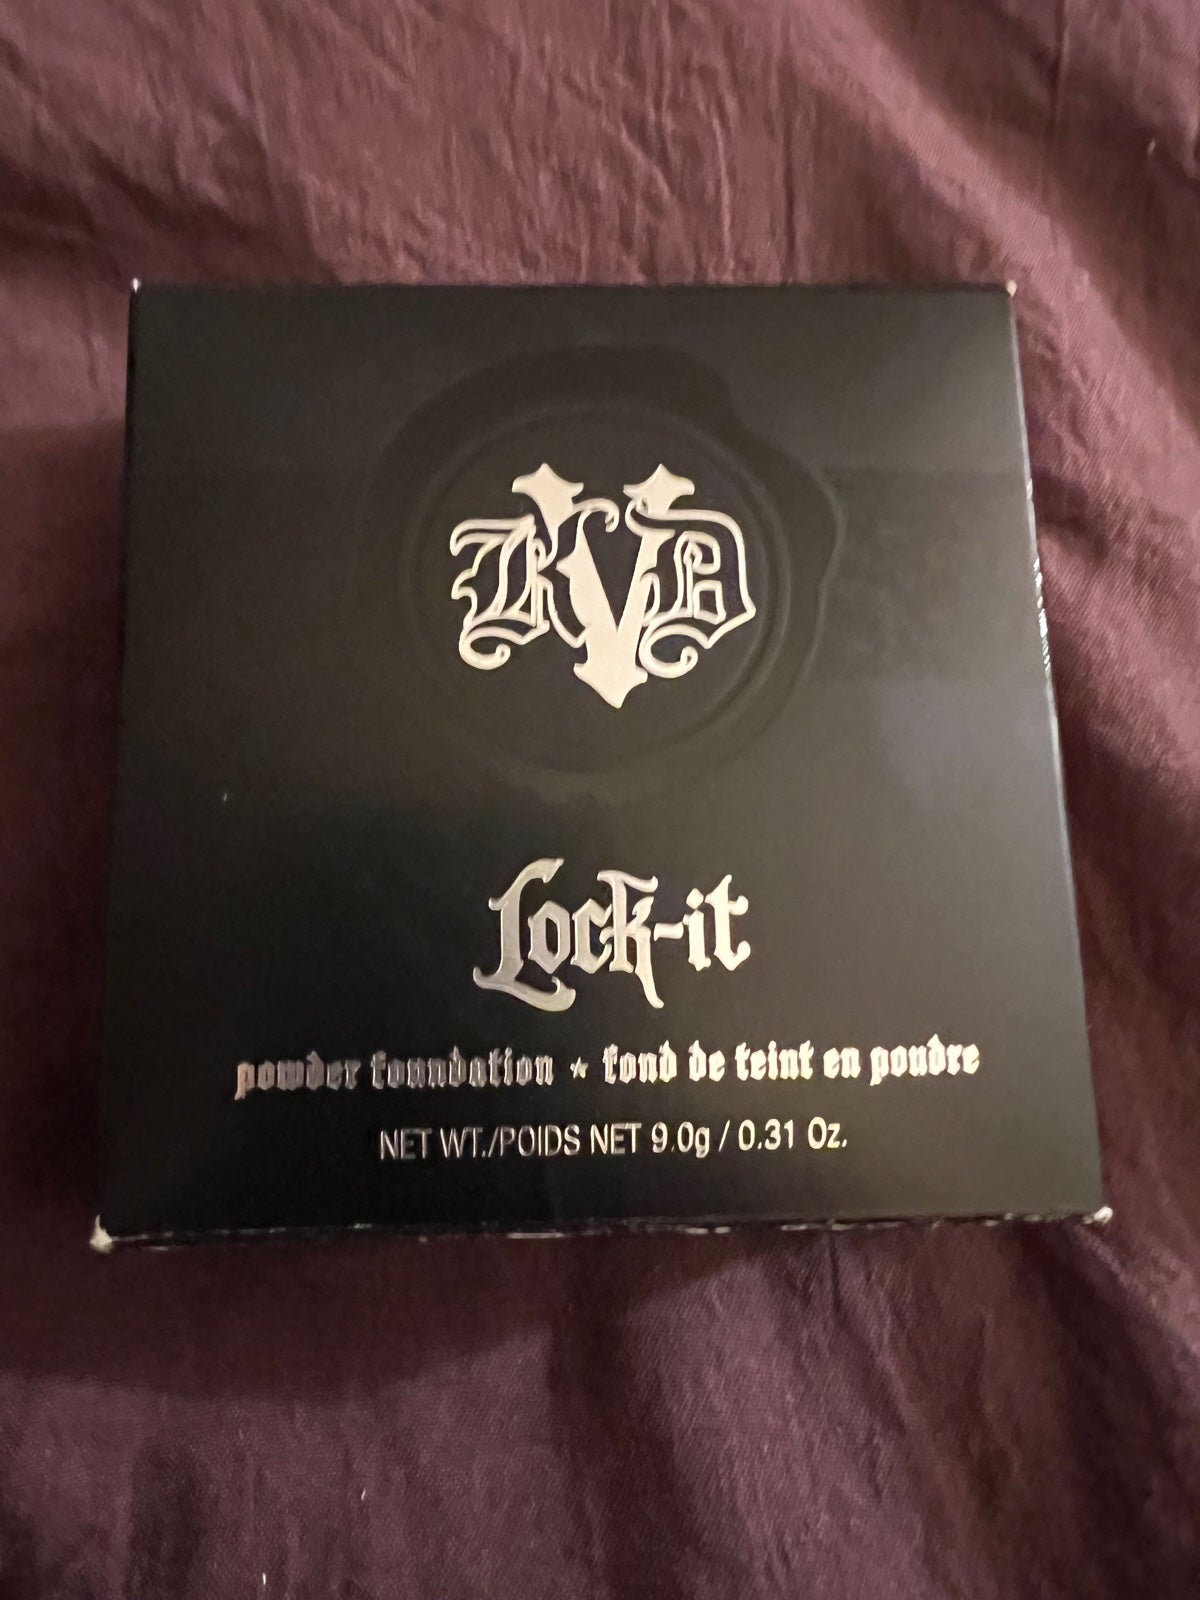 KVD
Lock-it
powder foundation ★ fond de teint en poudre
NET WT./POIDS NET 9.0g / 0.31 Oz.